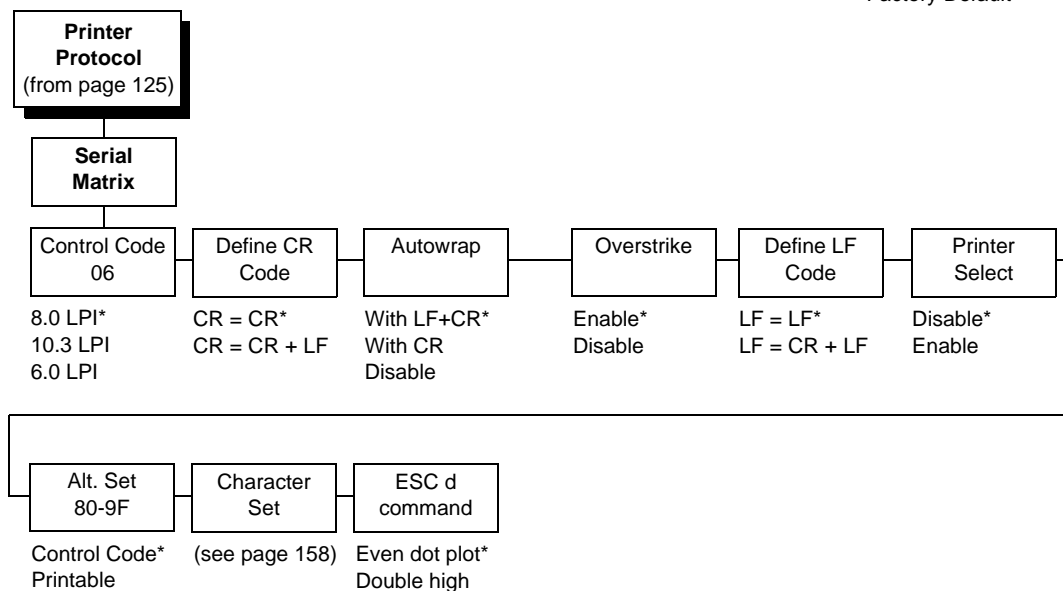 Factory Default
Printer
Protocol
(from page 125)
Serial
Matrix
Control Code
06
8.0 LPI*
10.3 LPI
6.0 LPI
Define CR
Code
CR = CR*
CR = CR + LF
Autowrap
With LF+CR*
With CR
Disable
Overstrike
Enable*
Disable
Define LF
Code
LF = LF*
LF = CR + LF
Printer
Select
Disable*
Enable
Alt. Set
80-9F
Control Code*
Printable
Character
Set
(see page 158)
ESC d
command
Even dot plot*
Double high